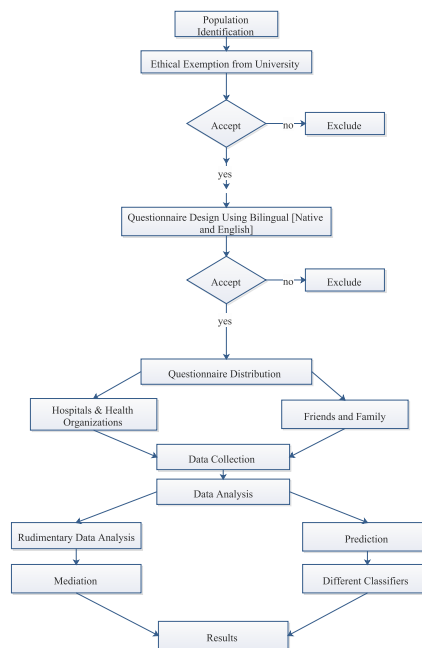 Population
Identification
Ethical Exemption from University
Accept
no
Exclude
yes
Questionnaire Design Using Bilingual [Native
and English]
Accept
no
Exclude
yes
Questionnaire Distribution
Hospitals & Health
Organizations
Friends and Family
Data Collection
Data Analysis
Rudimentary Data Analysis
Prediction
Mediation
Different Classifiers
Results